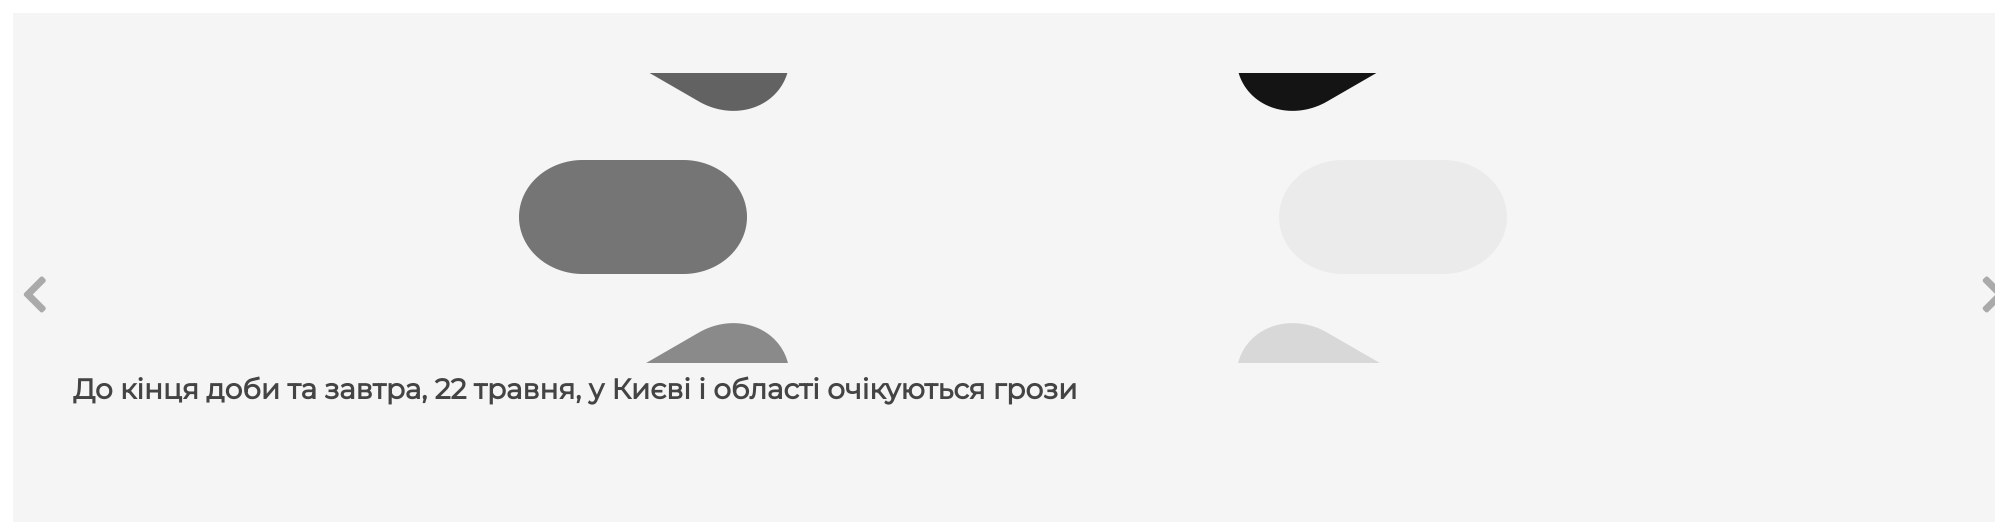 До кінця доби та завтра, 22 травня, у Києві і області очікуються грози